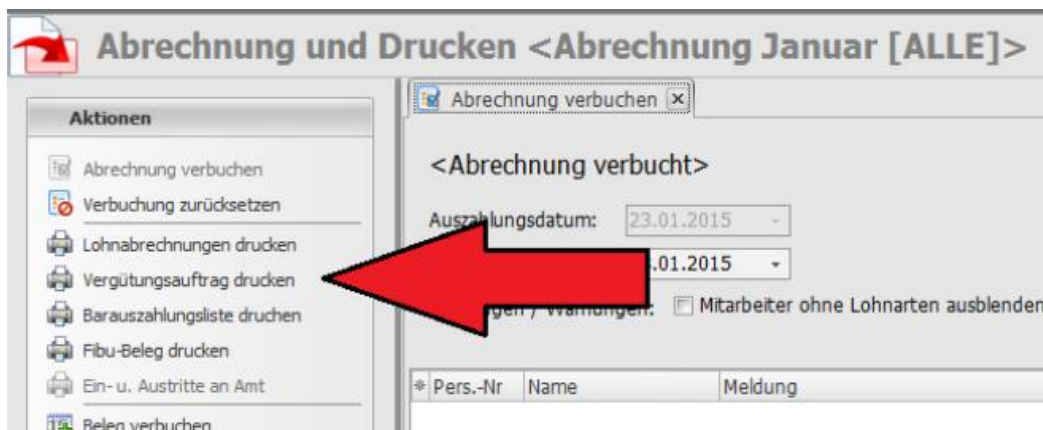 Abrechnung und Drucken <Abrechnung Januar [ALLE]>
Aktionen
Abrechnung verbuchen
Verbuchung zurücksetzen
Lohnabrechnungen drucken
Vergütungsauftrag drucken
Barauszahlungsliste druchen
Fibu-Beleg drucken
Ein- u. Austritte an Amt
Beleg verbuchen
Abrechnung verbuchen
<Abrechnung verbucht>
Auszahlungsdatum: 23.01.2015
.01.2015
Mitarbeiter ohne Lohnarten ausblenden
* Pers.-Nr Name Meldung